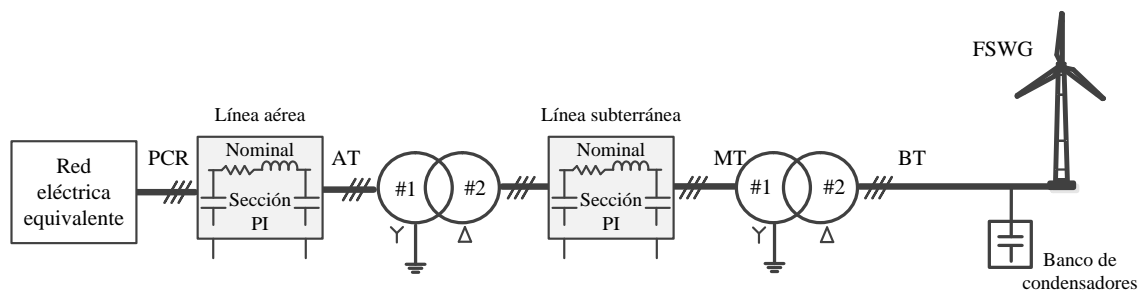 FSWG
Línea aérea
Línea subterránea
Red
eléctrica
equivalente
PCR
Nominal
Sección
PI
AT
#1
#2
Nominal
Sección
PI
MT
#1
#2
BT
Banco de
condensadores